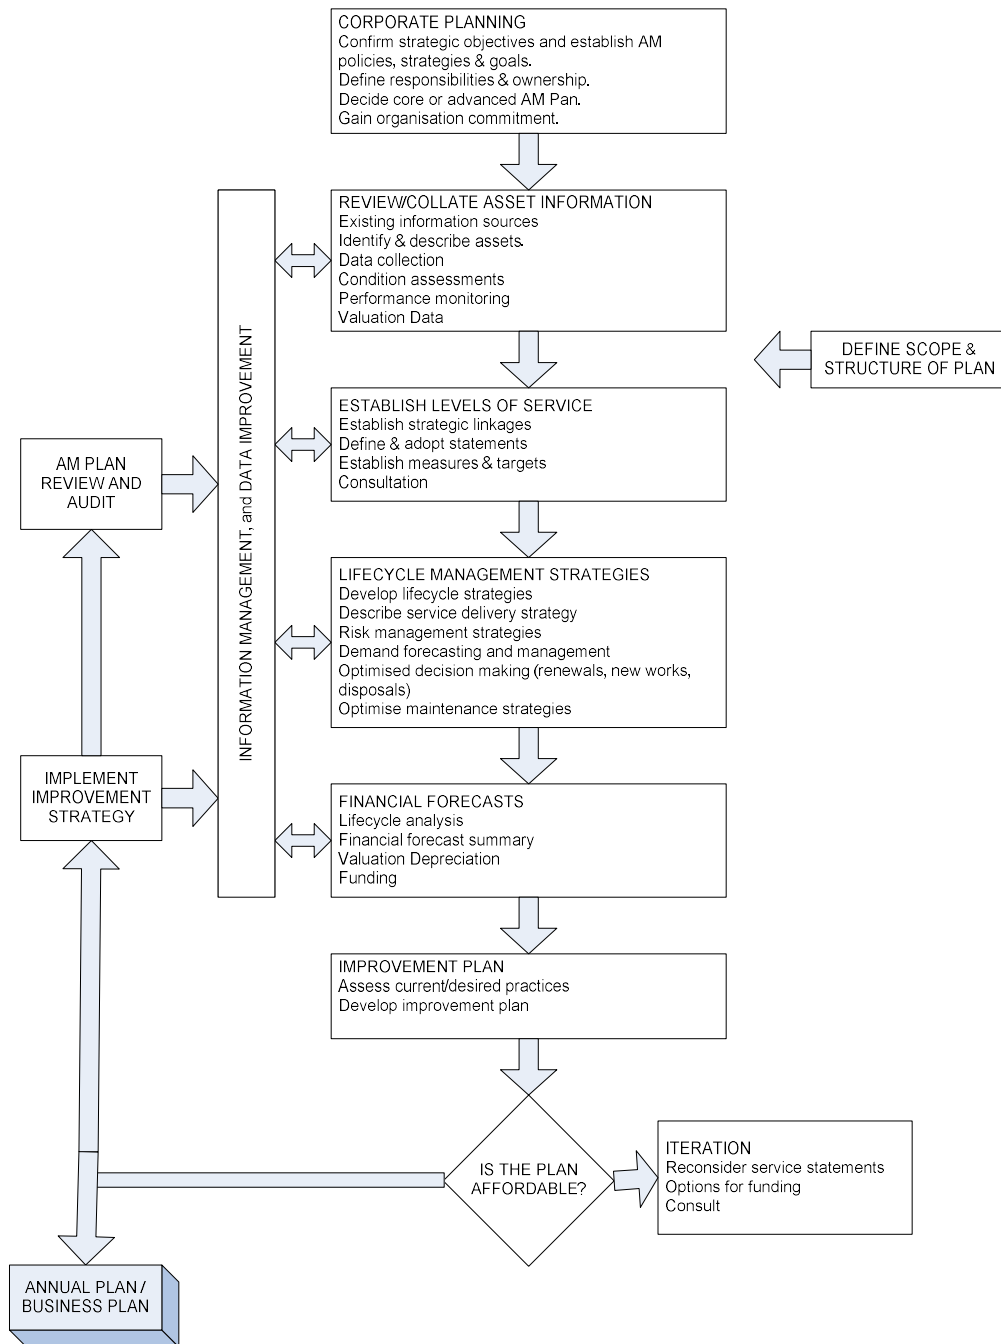 CORPORATE PLANNING
Confirm strategic objectives and establish AM
policies, strategies & goals.
Define responsibilities & ownership.
Decide core or advanced AM Pan.
Gain organisation commitment.
REVIEW/COLLATE ASSET INFORMATION
Existing information sources
Identify & describe assets.
Data collection
Condition assessments
Performance monitoring
Valuation Data
DEFINE SCOPE &
STRUCTURE OF PLAN
INFORMATION MANAGEMENT, and DATA IMPROVEMENT
ESTABLISH LEVELS OF SERVICE
Establish strategic linkages
Define & adopt statements
Establish measures & targets
Consultation
AM PLAN
REVIEW AND
AUDIT
LIFECYCLE MANAGEMENT STRATEGIES
Develop lifecycle strategies
Describe service delivery strategy
Risk management strategies
Demand forecasting and management
Optimised decision making (renewals, new works,
disposals)
Optimise maintenance strategies
IMPLEMENT
IMPROVEMENT
STRATEGY
FINANCIAL FORECASTS
Lifecycle analysis
Financial forecast summary
Valuation Depreciation
Funding
IMPROVEMENT PLAN
Assess current/desired practices
Develop improvement plan
IS THE PLAN
AFFORDABLE?
ITERATION
Reconsider service statements
Options for funding
Consult
ANNUAL PLAN /
BUSINESS PLAN